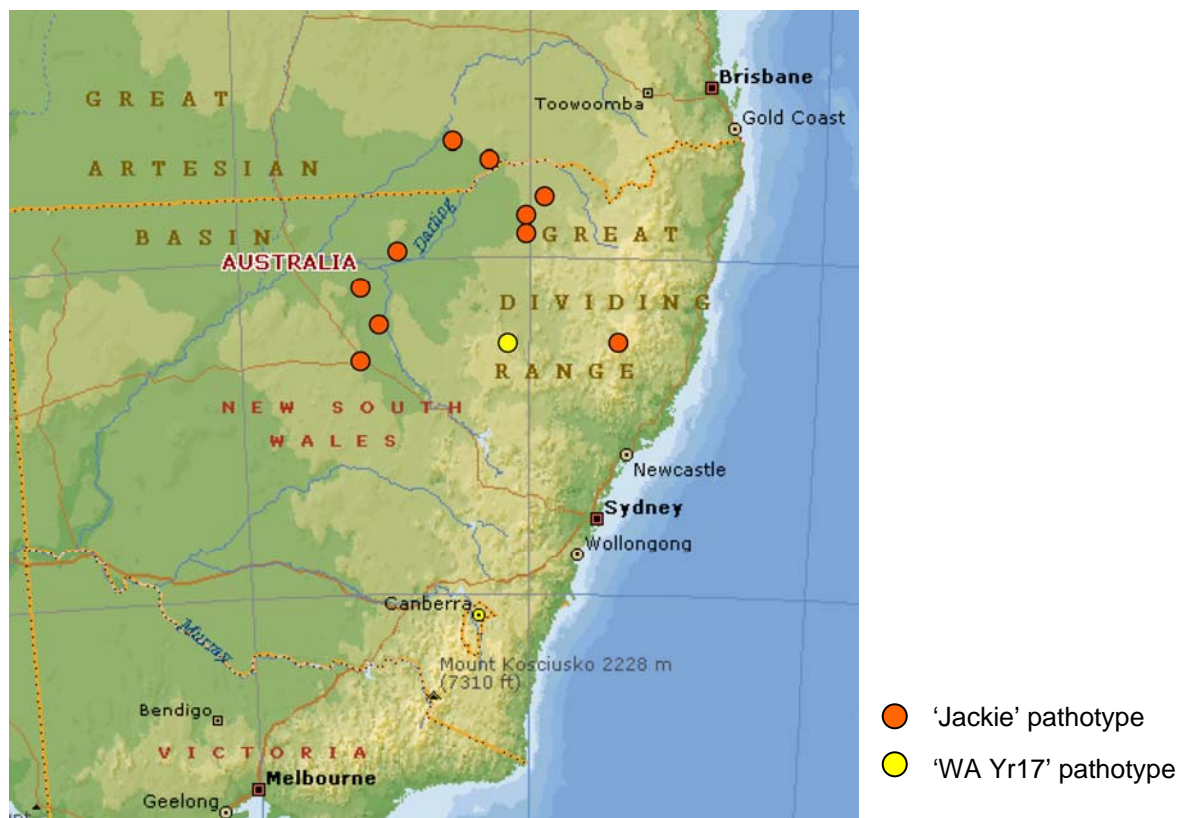 Brisbane
Toowoomba
Gold Coast
GREAT
ARTESIAN
BASIN
Darling
GREAT
AUSTRALIA
DIVIDING
RANGE
NEW SOUTH
WALES
Newcastle
Sydney
Wollongong
Canberra
Murray
Mount Kosciusko 2228 m
(7310 ft)
Bendigo
VICTORIA
Melbourne
Geelong
‘Jackie’ pathotype
‘WA Yr17’ pathotype